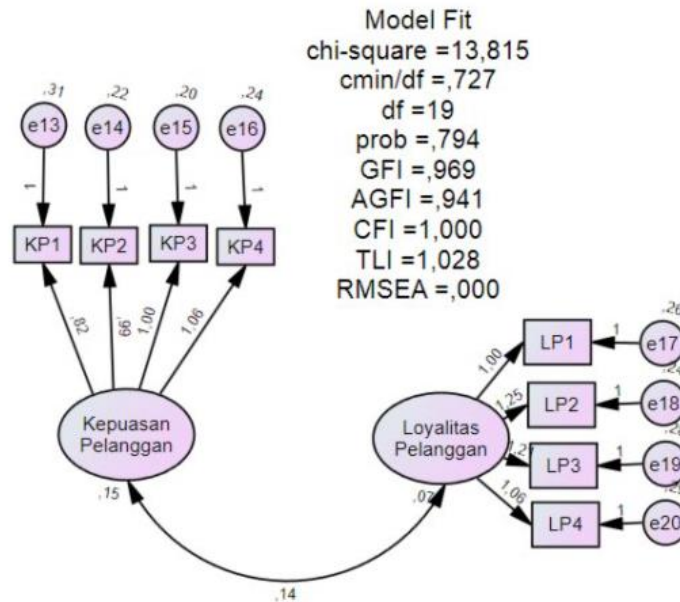 Model Fit
chi-square =13,815
cmin/df =,727
df =19
prob =,794
GFI =,969
AGFI =,941
CFI =1,000
TLI =1,028
RMSEA =,000
,31 ,22 ,20 ,24
e13 e14 e15 e16
1 1 1 1
KP1 KP2 KP3 KP4
,82 1,00 1,06
Kepuasan
Pelanggan
,15
,14
Loyalitas
Pelanggan
1,00
1,25
1,06
LP1 1 e17
,26
LP2 1 e18
LP3 1 e19
LP4 1 e20